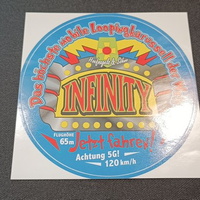 Das höchste mobile Loopingkarussell der Welt
INFINITY
FLUGHÖHE
65m
Jetzt fahren
Achtung 5G!
120 km/h